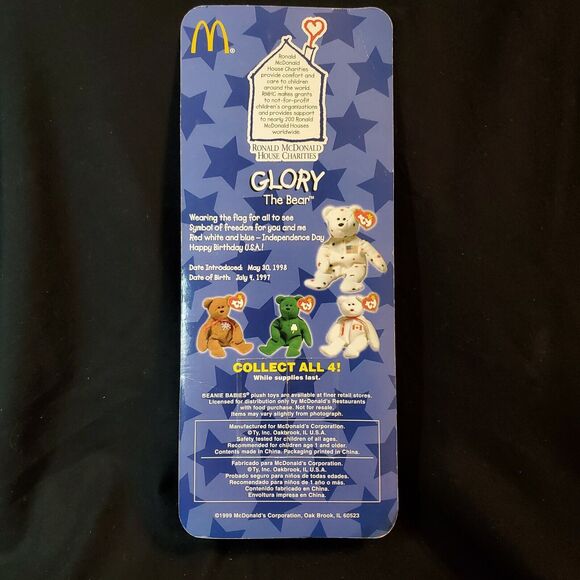 Ronald
McDonald
House Charities
provide comfort and
care to children
around the world.
RMHC makes grants
to not-for-profit
children's organizations
and provides support
to nearly 200 Ronald
McDonald Houses
worldwide.
RONALD MCDONALD
HOUSE CHARITIES
GLORY
The Bear™
Wearing the flag for all to see
Symbol of freedom for you and me
Red white and blue – Independence Day
Happy Birthday U.S.A.!
Date Introduced: May 30, 1998
Date of Birth: July 4, 1997
ty
ty
ty
ty
COLLECT ALL 4!
While supplies last.
BEANIE BABIES® plush toys are available at finer retail stores.
Licensed for distribution only by McDonald's Restaurants
with food purchase. Not for resale.
Items may vary slightly from photograph.
Manufactured for McDonald's Corporation.
©Ty, Inc. Oakbrook, IL U.S.A.
Safety tested for children of all ages.
Recommended for children age 1 and older.
Contents made in China. Packaging printed in China.
Fabricado para McDonald's Corporation.
©Ty, Inc. Oakbrook, IL U.S.A.
Probado seguro para niños de todas edades.
Recomendado para niños de 1 año o más.
Contenido fabricado en China.
Envoltura impresa en China.
©1999 McDonald's Corporation, Oak Brook, IL 60523